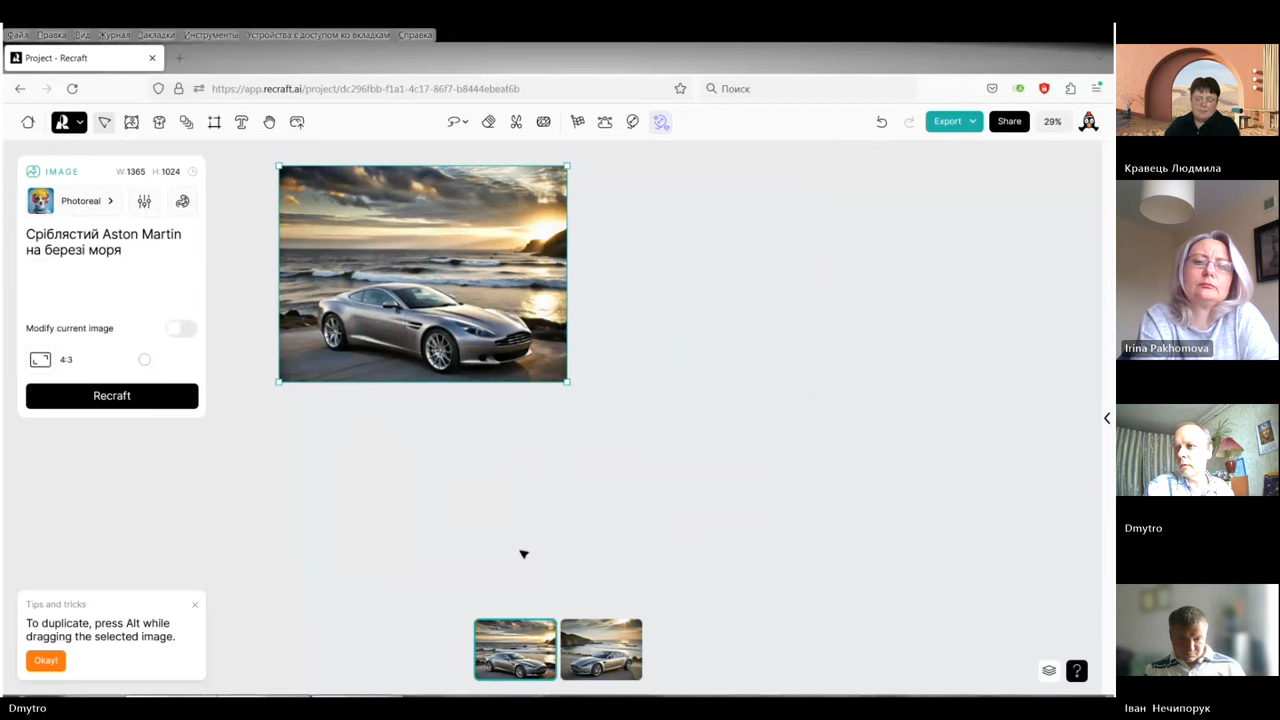 Файл Правка Вид Журнал Закладки Инструменты Устройства с доступом ко вкладкам Справка
Project - Recraft
https://app.recraft.ai/project/dc296fbb-f1a1-4c17-86f7-b8444ebeaf6b
Поиск
Export
Share
29%
IMAGE W: 1365 H: 1024
Photoreal
Сріблястий Aston Martin
на березі моря
Modify current image
4:3
Recraft
Tips and tricks
To duplicate, press Alt while
dragging the selected image.
Okay!
?
Кравець Людмила
Irina Pakhomova
Dmytro
Іван Нечипорук
Dmytro